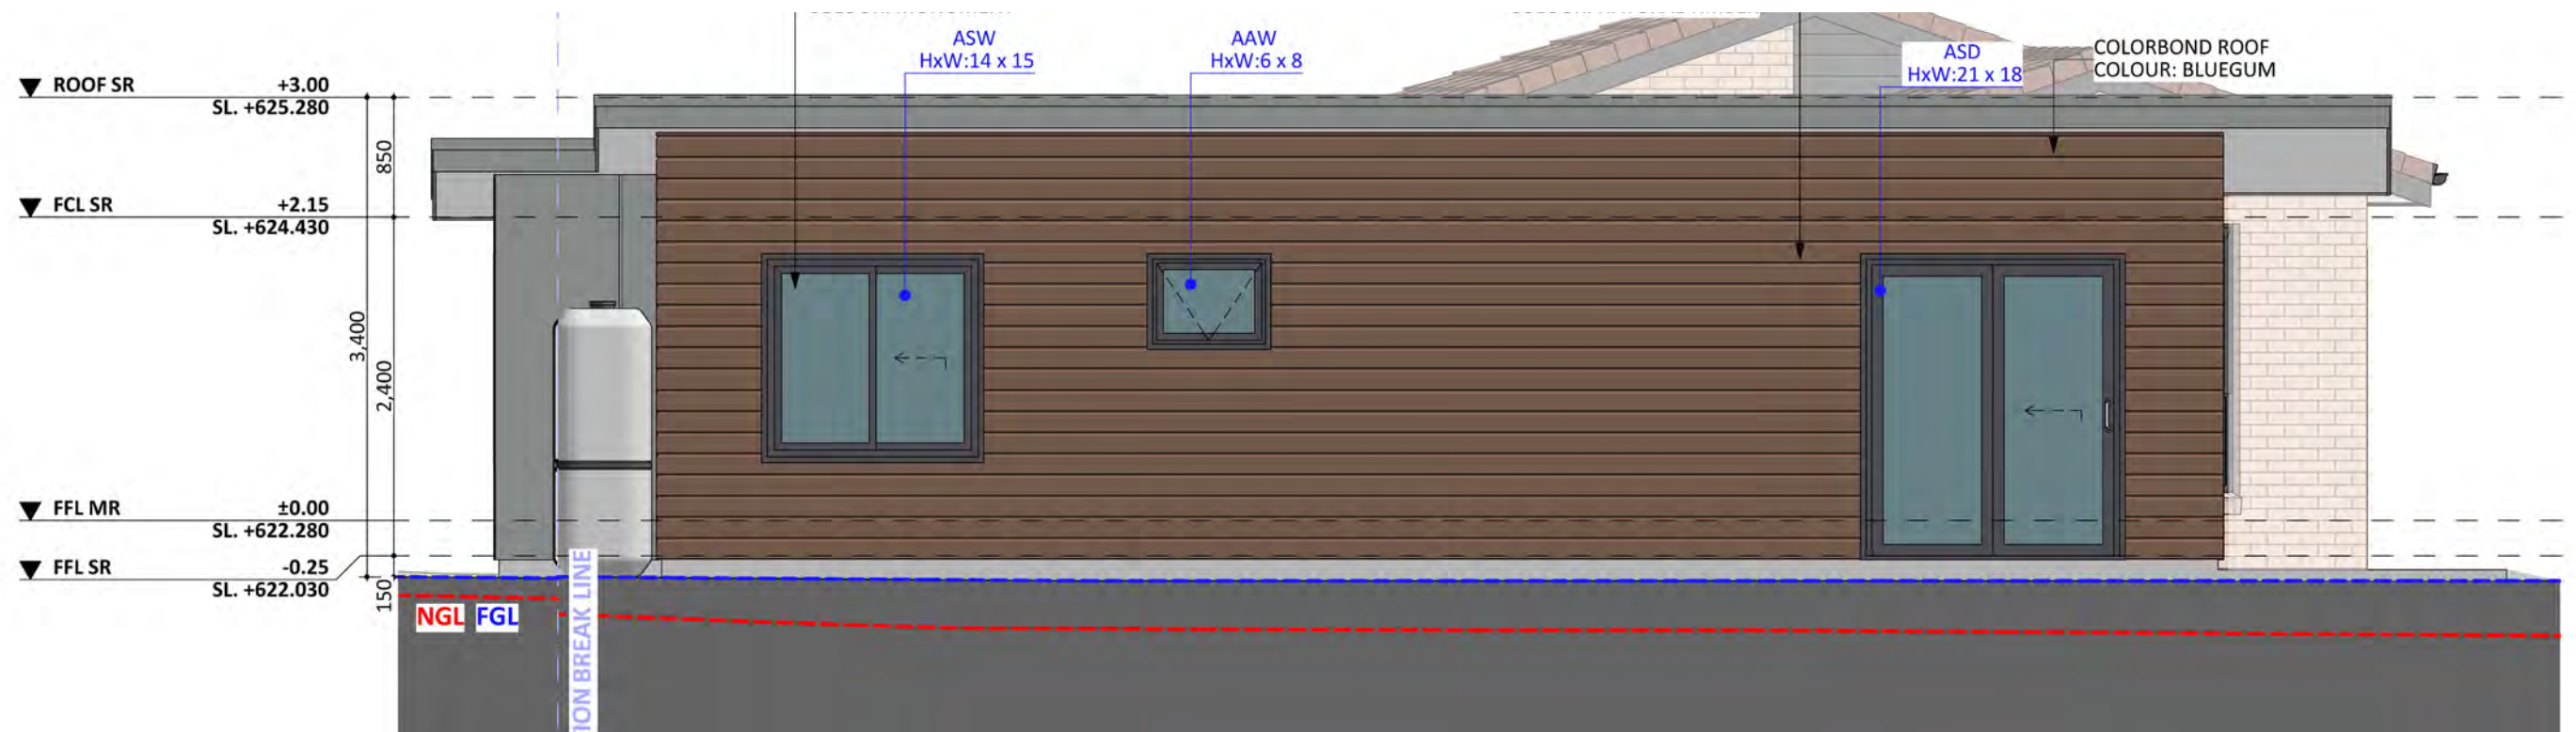 ASW
HxW:14 x 15
AAW
HxW:6 x 8
ASD
HxW:21 x 18
COLORBOND ROOF
COLOUR: BLUEGUM
ROOF SR +3.00
SL. +625.280
850
FCL SR +2.15
SL. +624.430
3,400
2,400
FFL MR ±0.00
SL. +622.280
FFL SR -0.25
SL. +622.030
150
NGL FGL
ION BREAK LINE